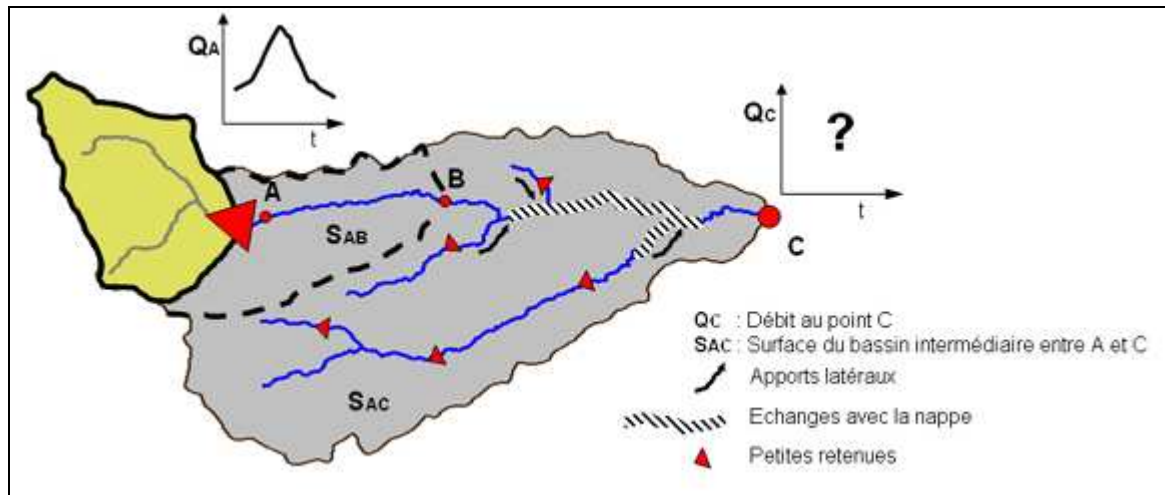 QA
t
QC
?
t
A
B
SAB
C
SAC
QC : Débit au point C
SAC : Surface du bassin intermédiaire entre A et C
Apports latéraux
Echanges avec la nappe
Petites retenues